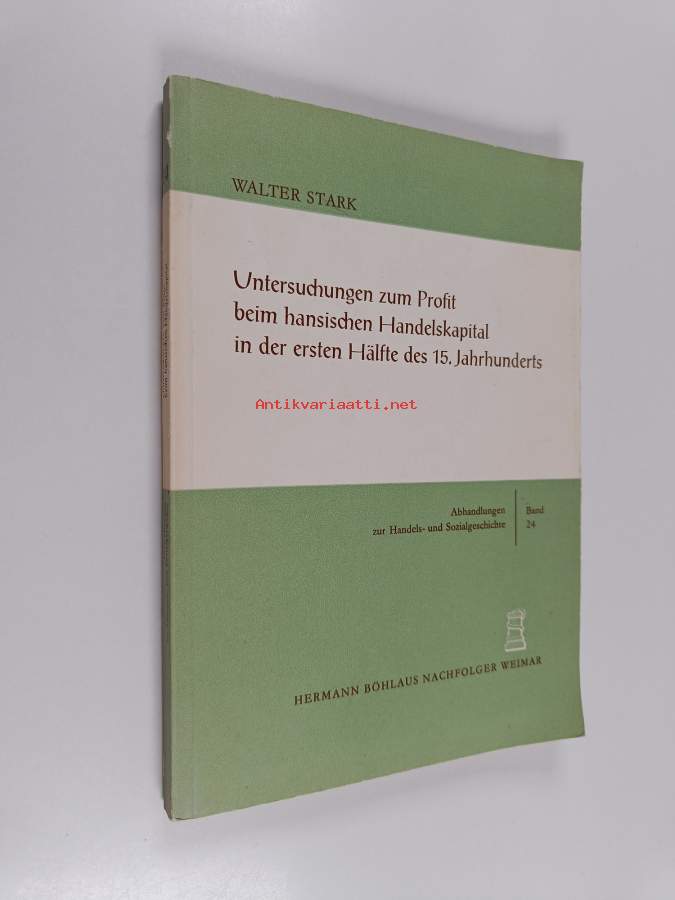 WALTER STARK
Untersuchungen zum Profit
beim hansischen Handelskapital
in der ersten Hälfte des 15. Jahrhunderts
Antikvariaatti.net
Abhandlungen
zur Handels- und Sozialgeschichte
Band
24
HERMANN BÖHLAUS NACHFOLGER WEIMAR